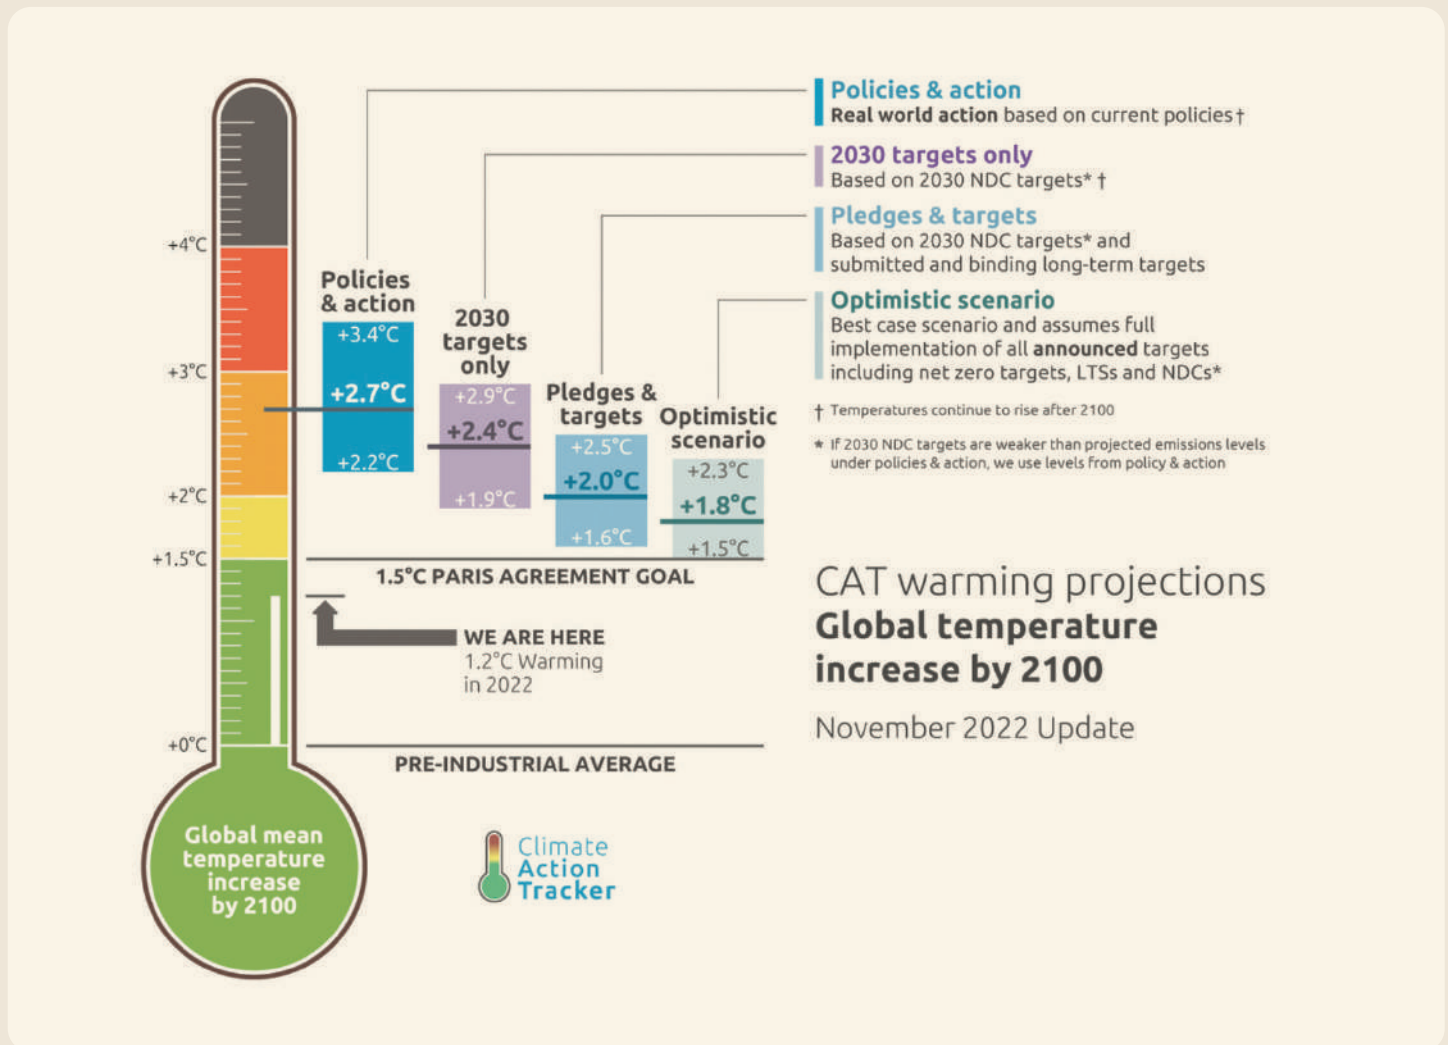 Policies & action
Real world action based on current policies†
2030 targets only
Based on 2030 NDC targets* †
Pledges & targets
Based on 2030 NDC targets* and
submitted and binding long-term targets
Optimistic scenario
Best case scenario and assumes full
implementation of all announced targets
including net zero targets, LTSs and NDCs*
† Temperatures continue to rise after 2100
* If 2030 NDC targets are weaker than projected emissions levels
under policies & action, we use levels from policy & action
+4°C
+3°C
+2°C
+1.5°C
+0°C
Policies
& action
+3.4°C
+2.7°C
+2.2°C
2030
targets
only
+2.9°C
+2.4°C
+1.9°C
Pledges &
targets
+2.5°C
+2.0°C
+1.6°C
Optimistic
scenario
+2.3°C
+1.8°C
+1.5°C
1.5°C PARIS AGREEMENT GOAL
WE ARE HERE
1.2°C Warming
in 2022
PRE-INDUSTRIAL AVERAGE
CAT warming projections
Global temperature
increase by 2100
November 2022 Update
Global mean
temperature
increase
by 2100
Climate
Action
Tracker